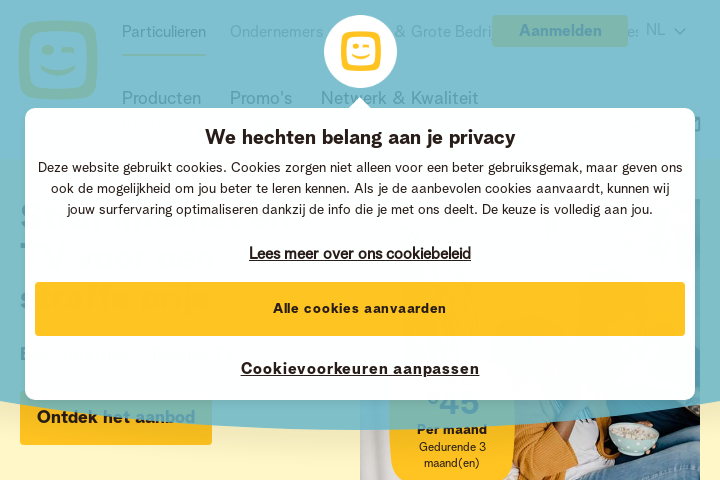 Particulieren
Ondernemers
& Grote Bedri
Aanmelden
NL
Producten
Promo's
Netwerk & Kwaliteit
We hechten belang aan je privacy
Deze website gebruikt cookies. Cookies zorgen niet alleen voor een beter gebruiksgemak, maar geven ons
ook de mogelijkheid om jou beter te leren kennen. Als je de aanbevolen cookies aanvaardt, kunnen wij
jouw surfervaring optimaliseren dankzij de info die je met ons deelt. De keuze is volledig aan jou.
Lees meer over ons cookiebeleid
Alle cookies aanvaarden
Cookievoorkeuren aanpassen
Ontdek het aanbod
45
Per maand
Gedurende 3
maand(en)